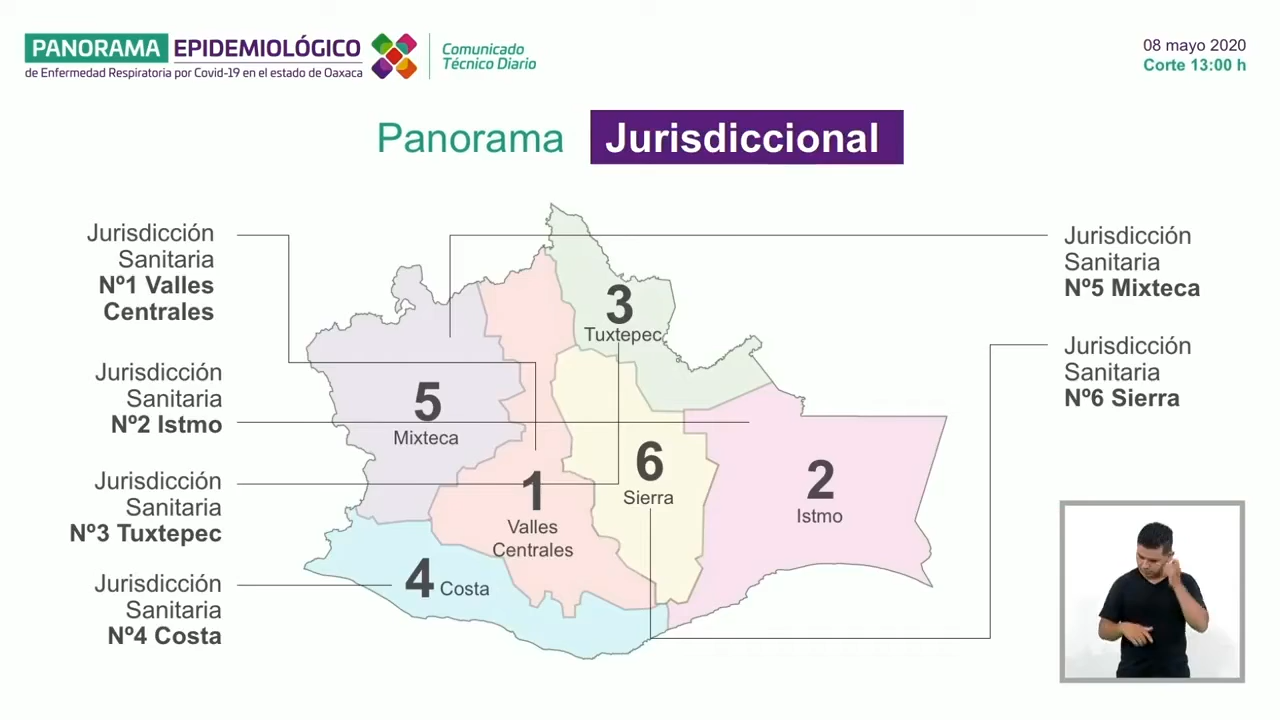 PANORAMA EPIDEMIOLÓGICO
de Enfermedad Respiratoria por Covid-19 en el estado de Oaxaca
Comunicado
Técnico Diario
08 mayo 2020
Corte 13:00 h
Panorama Jurisdiccional
Jurisdicción
Sanitaria
Nº1 Valles
Centrales
Jurisdicción
Sanitaria
Nº2 Istmo
Jurisdicción
Sanitaria
Nº3 Tuxtepec
Jurisdicción
Sanitaria
Nº4 Costa
3
Tuxtepec
5
Mixteca
6
Sierra
2
Istmo
1
Valles
Centrales
4 Costa
Jurisdicción
Sanitaria
Nº5 Mixteca
Jurisdicción
Sanitaria
Nº6 Sierra